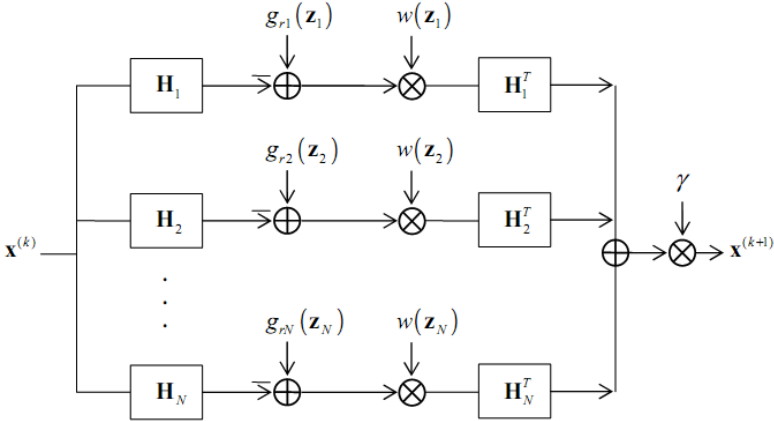 g_{r1}(𝐳_1) w(𝐳_1)
𝐇_1 − 𝐇_1^T
g_{r2}(𝐳_2) w(𝐳_2)
γ
𝐇_2 − 𝐇_2^T
𝐱^{(k)} 𝐱^{(k+1)}
.
.
.
g_{rN}(𝐳_N) w(𝐳_N)
𝐇_N − 𝐇_N^T